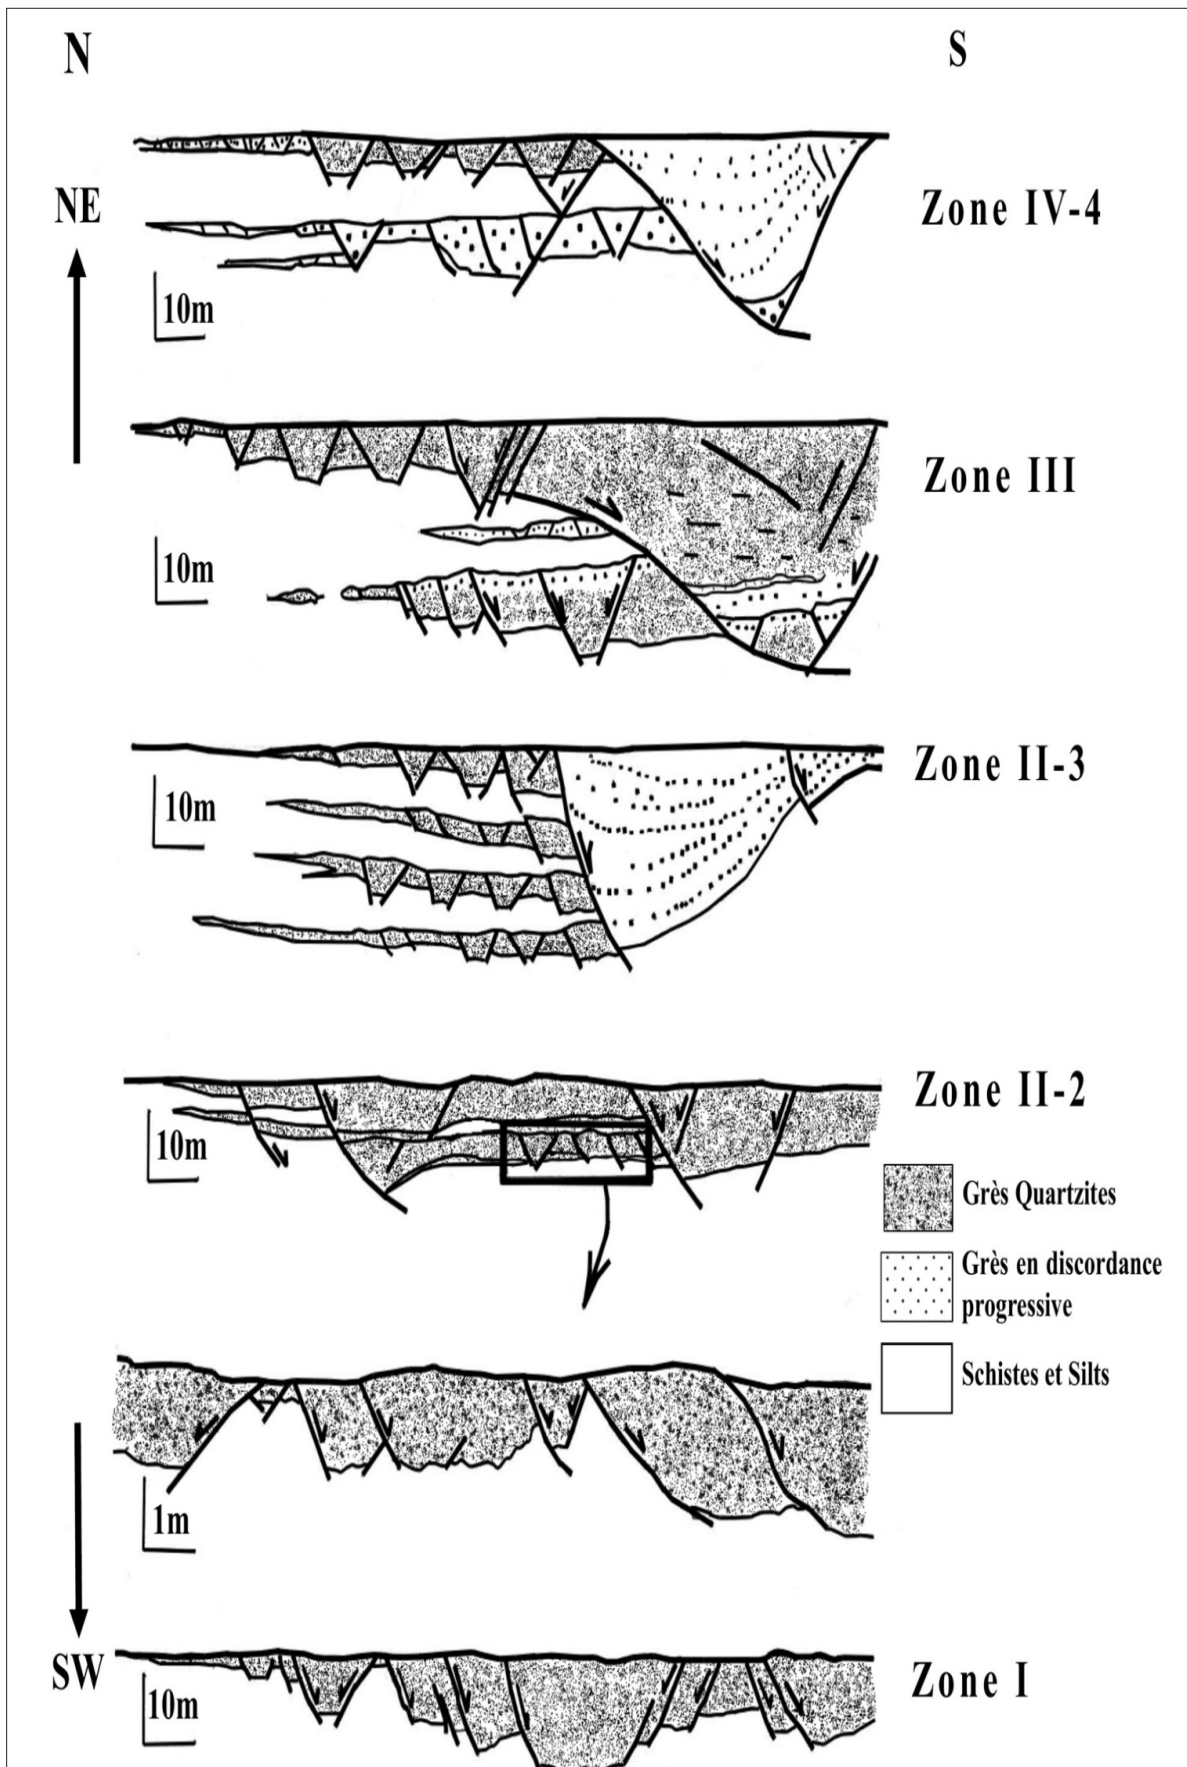 N
S
NE
Zone IV-4
10m
Zone III
10m
Zone II-3
10m
Zone II-2
10m
Grès Quartzites
Grès en discordance
progressive
Schistes et Silts
1m
SW
Zone I
10m